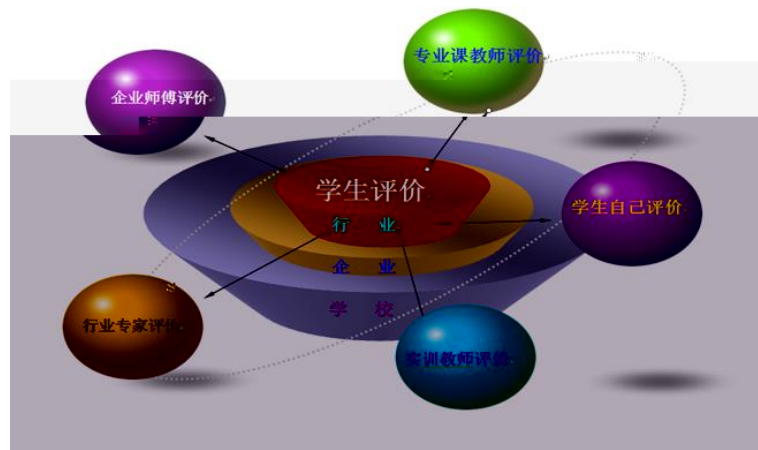 专业课教师评价
企业师傅评价
学生评价
学生自己评价
行 业
企 业
学 校
行业专家评价
实训教师评价